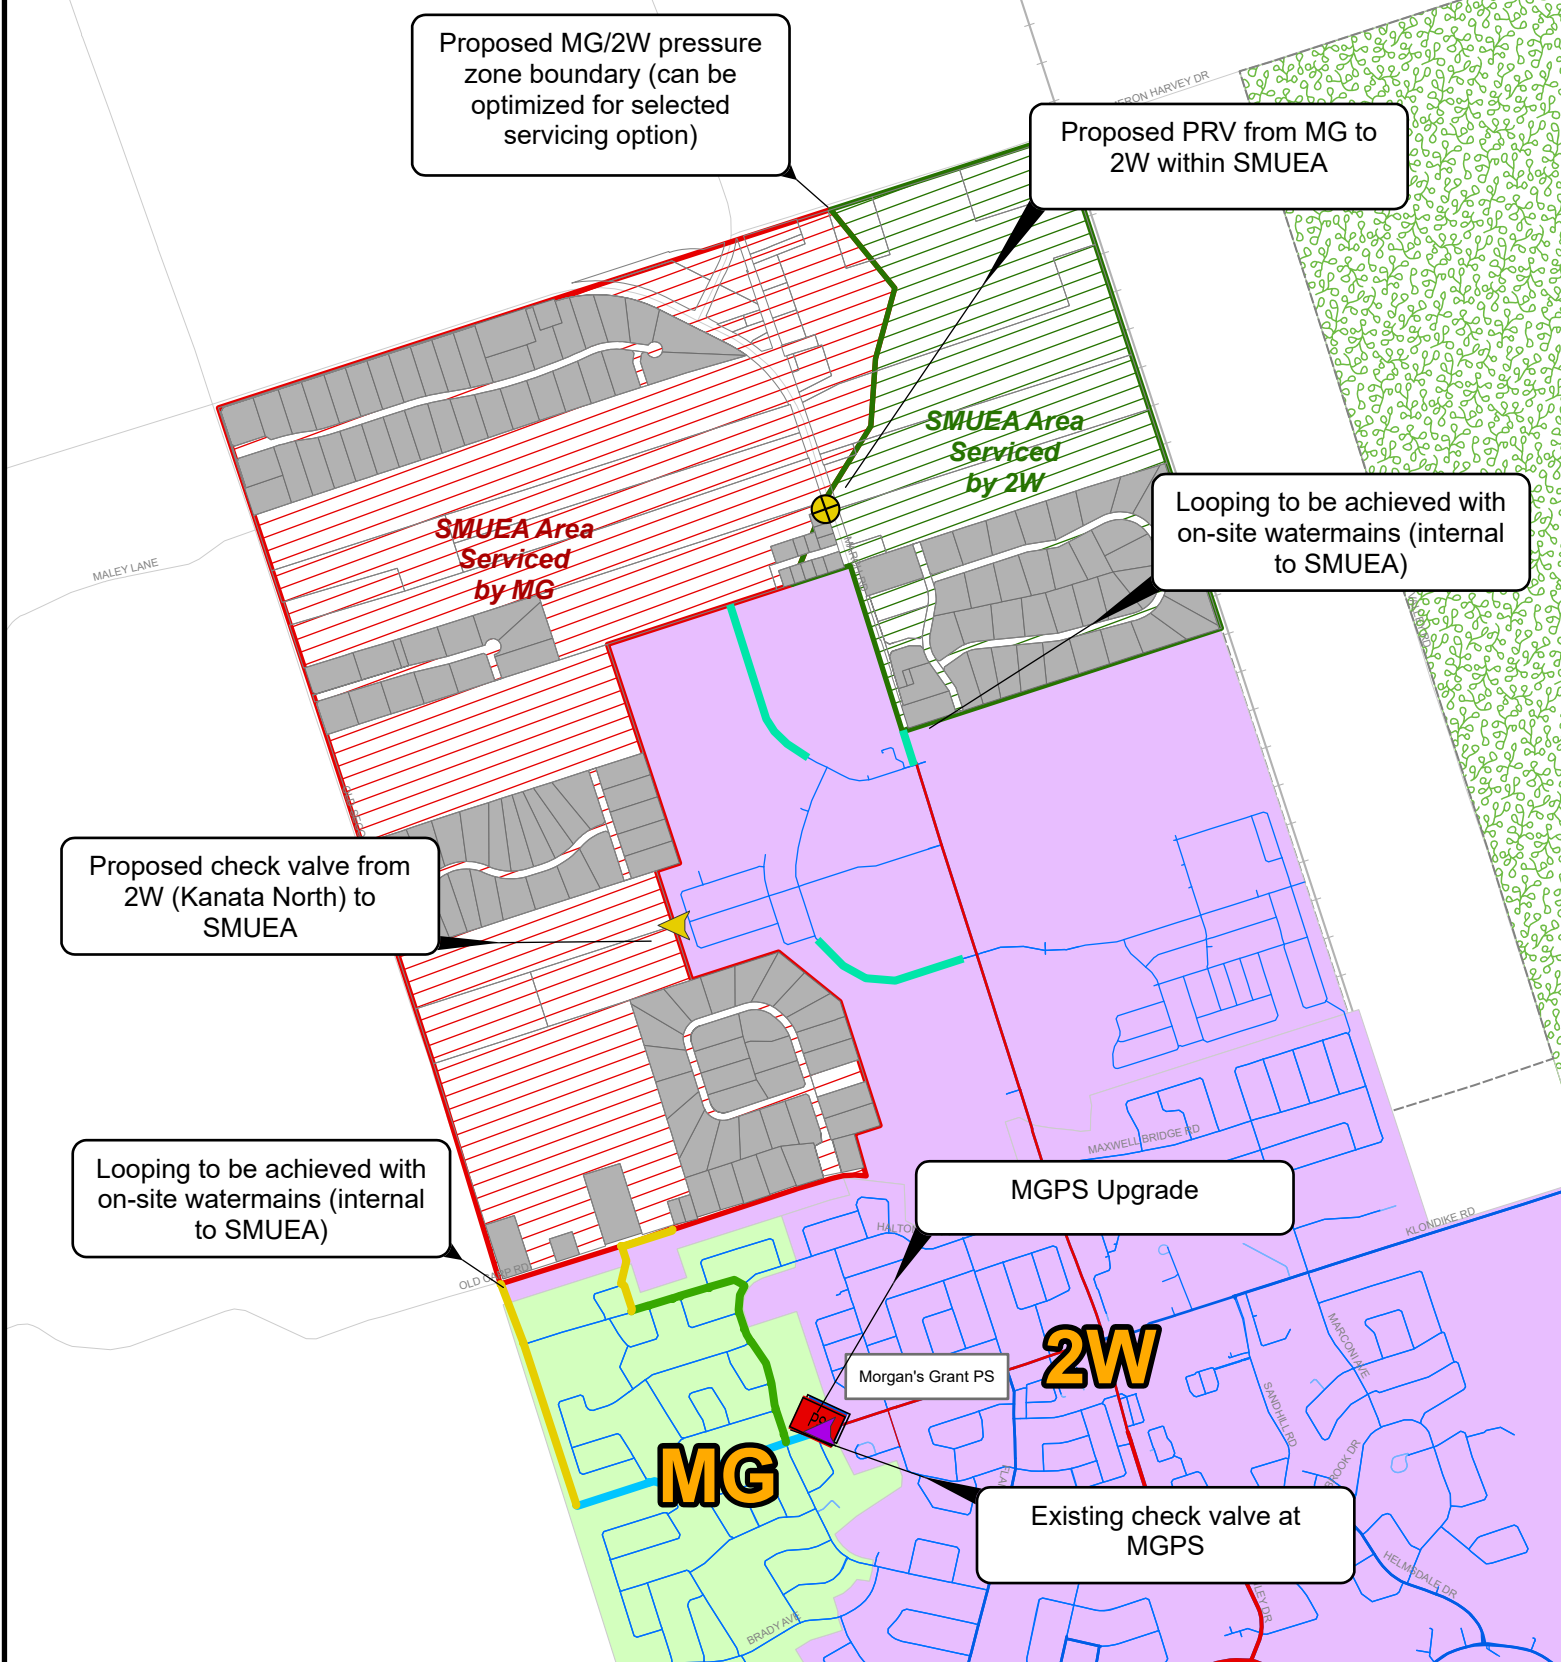 Proposed MG/2W pressure
zone boundary (can be
optimized for selected
servicing option)
Proposed PRV from MG to
2W within SMUEA
SMUEA Area
Serviced
by 2W
SMUEA Area
Serviced
by MG
Looping to be achieved with
on-site watermains (internal
to SMUEA)
MALEY LANE
Proposed check valve from
2W (Kanata North) to
SMUEA
Looping to be achieved with
on-site watermains (internal
to SMUEA)
MAXWELL BRIDGE RD
MGPS Upgrade
KLONDIKE RD
OLD CARP RD
2W
Morgan's Grant PS
MARCONI AVE
SANDHILL RD
MG
Existing check valve at
MGPS
HELMSDALE DR
BRADY AVE